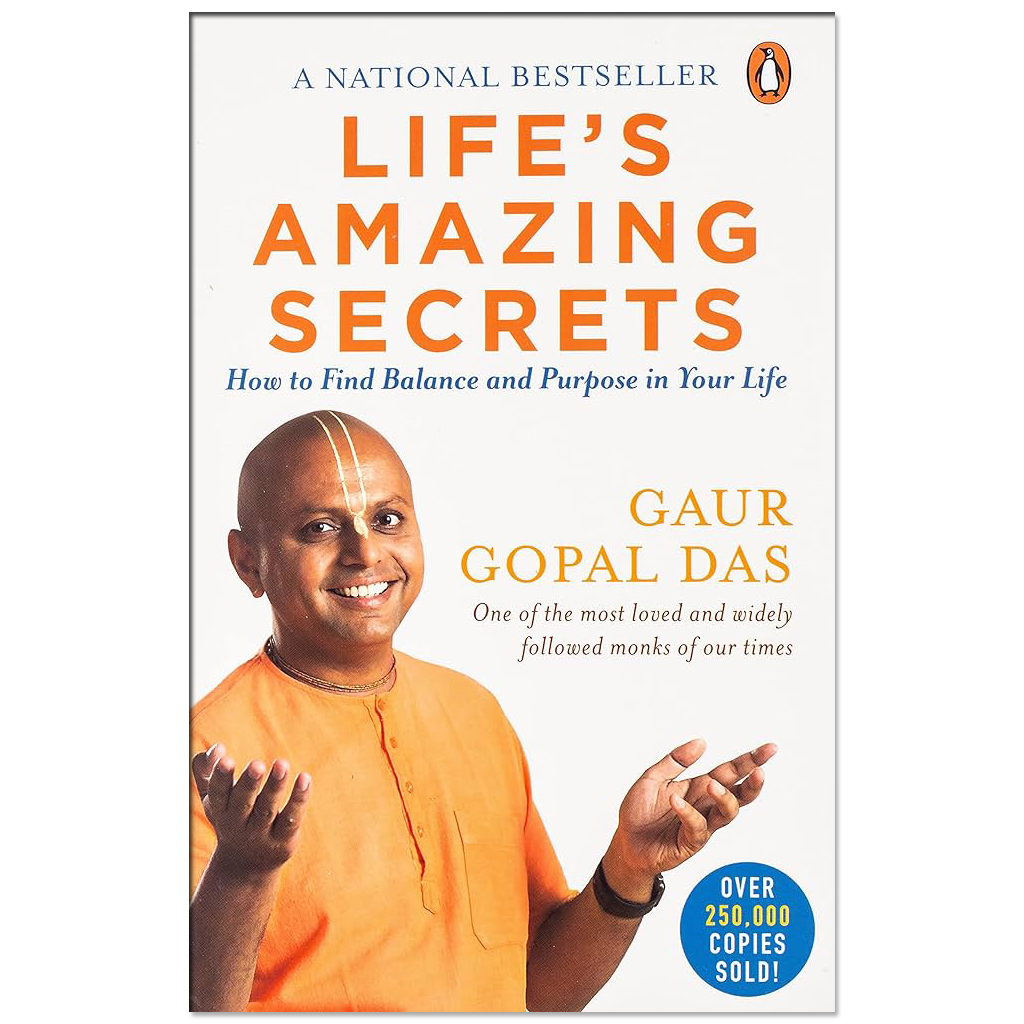 A NATIONAL BESTSELLER
LIFE'S
AMAZING
SECRETS
How to Find Balance and Purpose in Your Life
GAUR
GOPAL DAS
One of the most loved and widely
followed monks of our times
OVER
250,000
COPIES
SOLD!